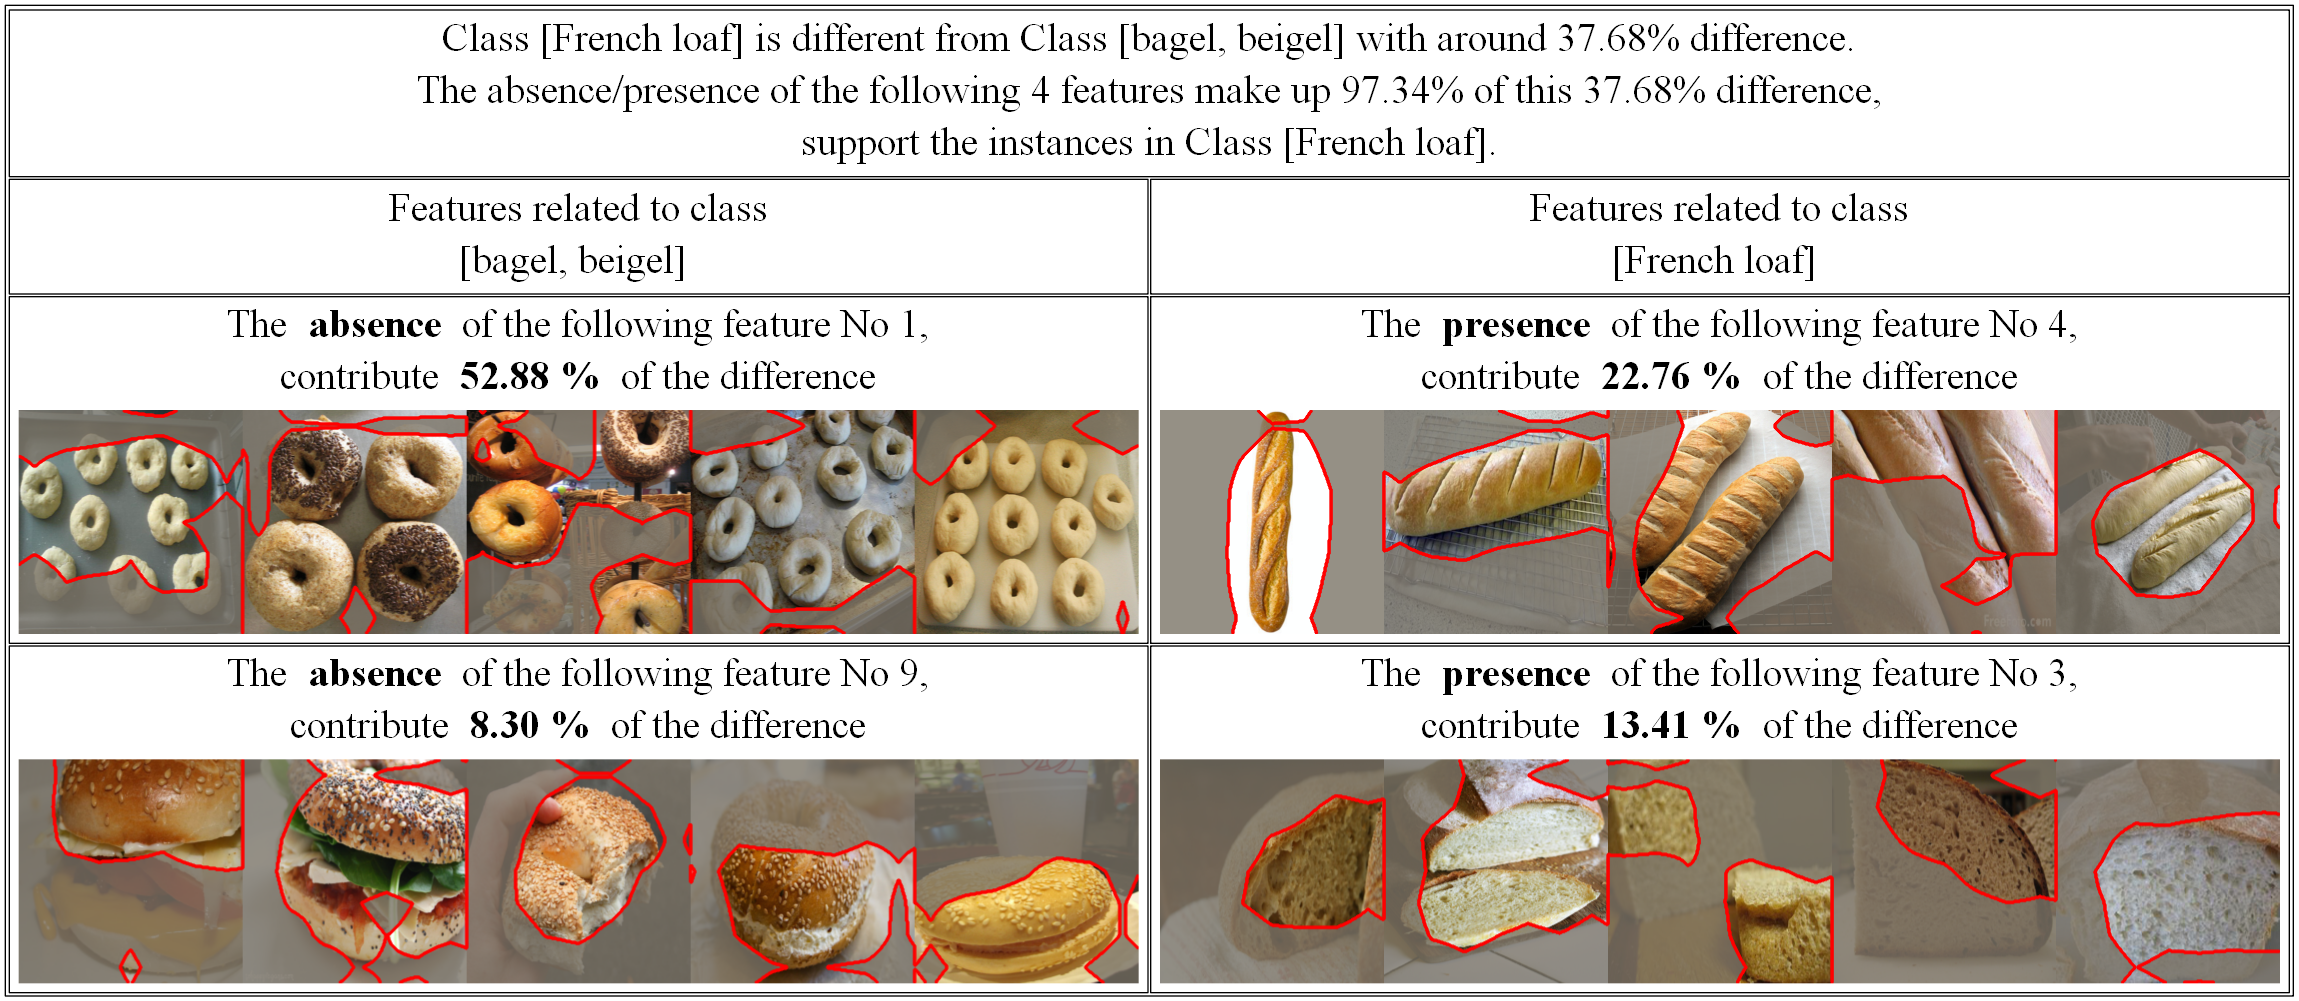 Class [French loaf] is different from Class [bagel, beigel] with around 37.68% difference.
The absence/presence of the following 4 features make up 97.34% of this 37.68% difference,
support the instances in Class [French loaf].
Features related to class
[bagel, beigel]
Features related to class
[French loaf]
The absence of the following feature No 1,
contribute 52.88 % of the difference
The presence of the following feature No 4,
contribute 22.76 % of the difference
The absence of the following feature No 9,
contribute 8.30 % of the difference
The presence of the following feature No 3,
contribute 13.41 % of the difference